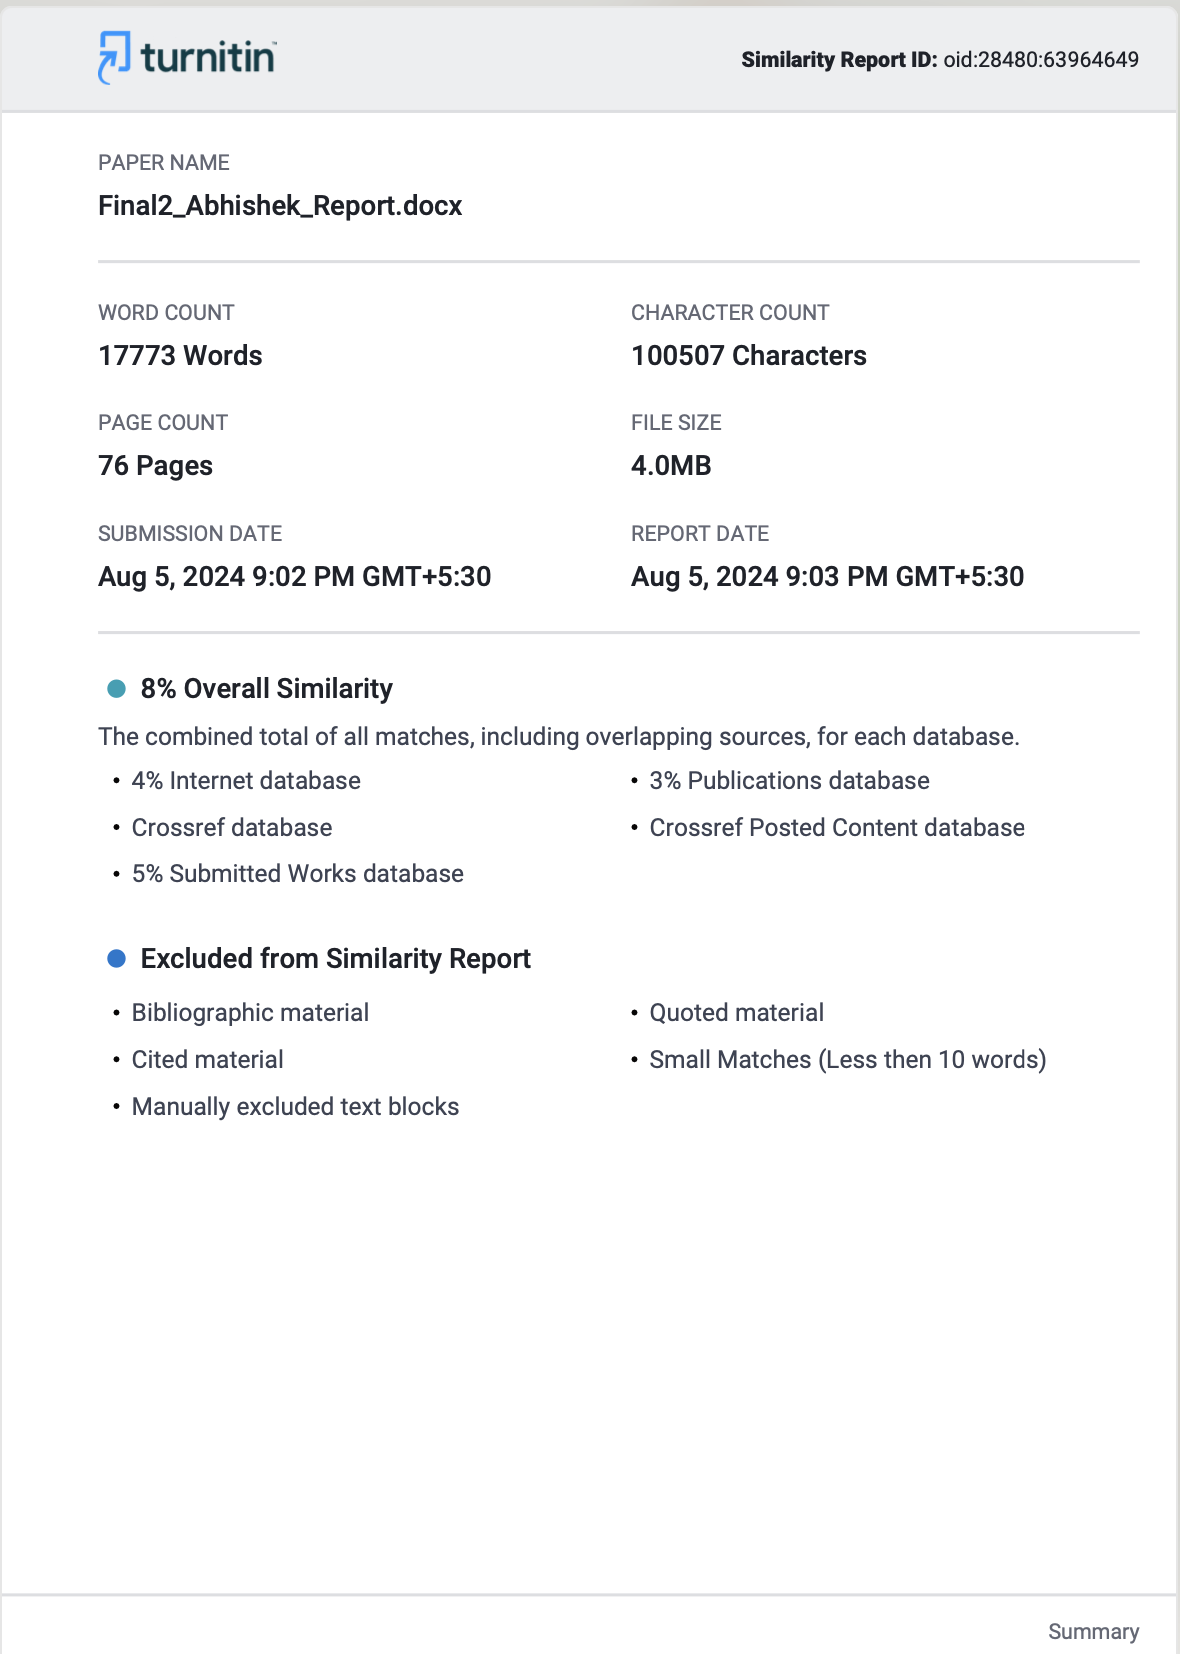 turnitin™
Similarity Report ID: oid:28480:63964649
PAPER NAME
Final2_Abhishek_Report.docx
WORD COUNT
17773 Words
CHARACTER COUNT
100507 Characters
PAGE COUNT
76 Pages
FILE SIZE
4.0MB
SUBMISSION DATE
Aug 5, 2024 9:02 PM GMT+5:30
REPORT DATE
Aug 5, 2024 9:03 PM GMT+5:30
8% Overall Similarity
The combined total of all matches, including overlapping sources, for each database.
• 4% Internet database
• 3% Publications database
• Crossref database
• Crossref Posted Content database
• 5% Submitted Works database
Excluded from Similarity Report
• Bibliographic material
• Quoted material
• Cited material
• Small Matches (Less then 10 words)
• Manually excluded text blocks
Summary